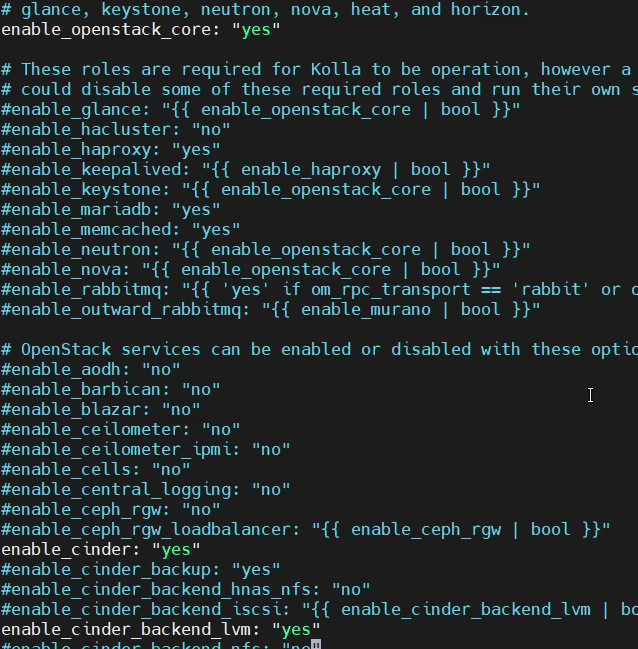 # glance, keystone, neutron, nova, heat, and horizon.
enable_openstack_core: "yes"
# These roles are required for Kolla to be operation, however a
# could disable some of these required roles and run their own s
#enable_glance: "{{ enable_openstack_core | bool }}"
#enable_hacluster: "no"
#enable_haproxy: "yes"
#enable_keepalived: "{{ enable_haproxy | bool }}"
#enable_keystone: "{{ enable_openstack_core | bool }}"
#enable_mariadb: "yes"
#enable_memcached: "yes"
#enable_neutron: "{{ enable_openstack_core | bool }}"
#enable_nova: "{{ enable_openstack_core | bool }}"
#enable_rabbitmq: "{{ 'yes' if om_rpc_transport == 'rabbit' or
#enable_outward_rabbitmq: "{{ enable_murano | bool }}"
# OpenStack services can be enabled or disabled with these optio
#enable_aodh: "no"
#enable_barbican: "no"
#enable_blazar: "no"
#enable_ceilometer: "no"
#enable_ceilometer_ipmi: "no"
#enable_cells: "no"
#enable_central_logging: "no"
#enable_ceph_rgw: "no"
#enable_ceph_rgw_loadbalancer: "{{ enable_ceph_rgw | bool }}"
enable_cinder: "yes"
#enable_cinder_backup: "yes"
#enable_cinder_backend_hnas_nfs: "no"
#enable_cinder_backend_iscsi: "{{ enable_cinder_backend_lvm | bo
enable_cinder_backend_lvm: "yes"
#enable_cinder_backend_nfs: "no"